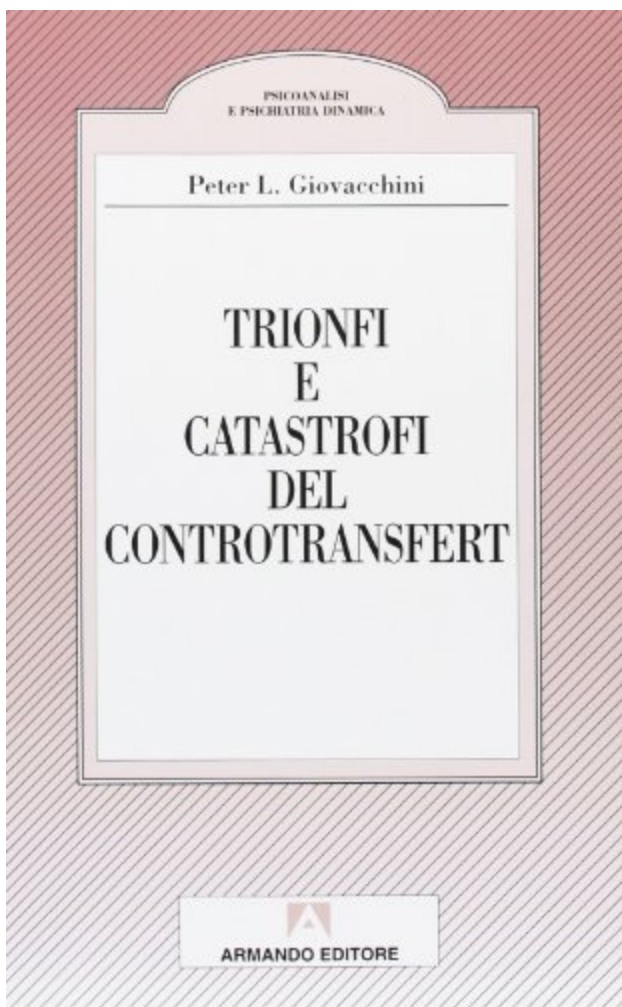 PSICOANALISI
E PSICHIATRIA DINAMICA
Peter L. Giovacchini
TRIONFI
E
CATASTROFI
DEL
CONTROTRANSFERT
ARMANDO EDITORE